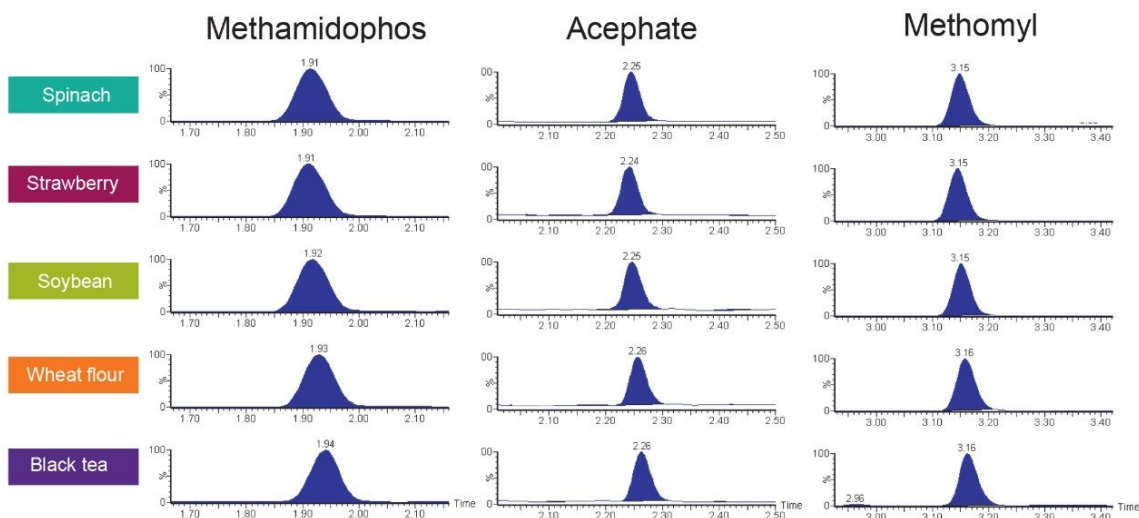 Methamidophos Acephate Methomyl
Spinach
100 1.91 00 2.25 100 3.15
% % %
0 0 0
1.70 1.80 1.90 2.00 2.10 2.10 2.20 2.30 2.40 2.50 3.00 3.10 3.20 3.30 3.40
Strawberry
100 1.91 00 2.24 100 3.15
% % %
0 0 0
1.70 1.80 1.90 2.00 2.10 2.10 2.20 2.30 2.40 2.50 3.00 3.10 3.20 3.30 3.40
Soybean
100 1.92 00 2.25 100 3.15
% % %
0 0 0
1.70 1.80 1.90 2.00 2.10 2.10 2.20 2.30 2.40 2.50 3.00 3.10 3.20 3.30 3.40
Wheat flour
100 1.93 00 2.26 100 3.16
% % %
0 0 0
1.70 1.80 1.90 2.00 2.10 2.10 2.20 2.30 2.40 2.50 3.00 3.10 3.20 3.30 3.40
Black tea
100 1.94 00 2.26 100 3.16
% % %
2.96
0 Time 0 Time 0 Time
1.70 1.80 1.90 2.00 2.10 2.10 2.20 2.30 2.40 2.50 3.00 3.10 3.20 3.30 3.40